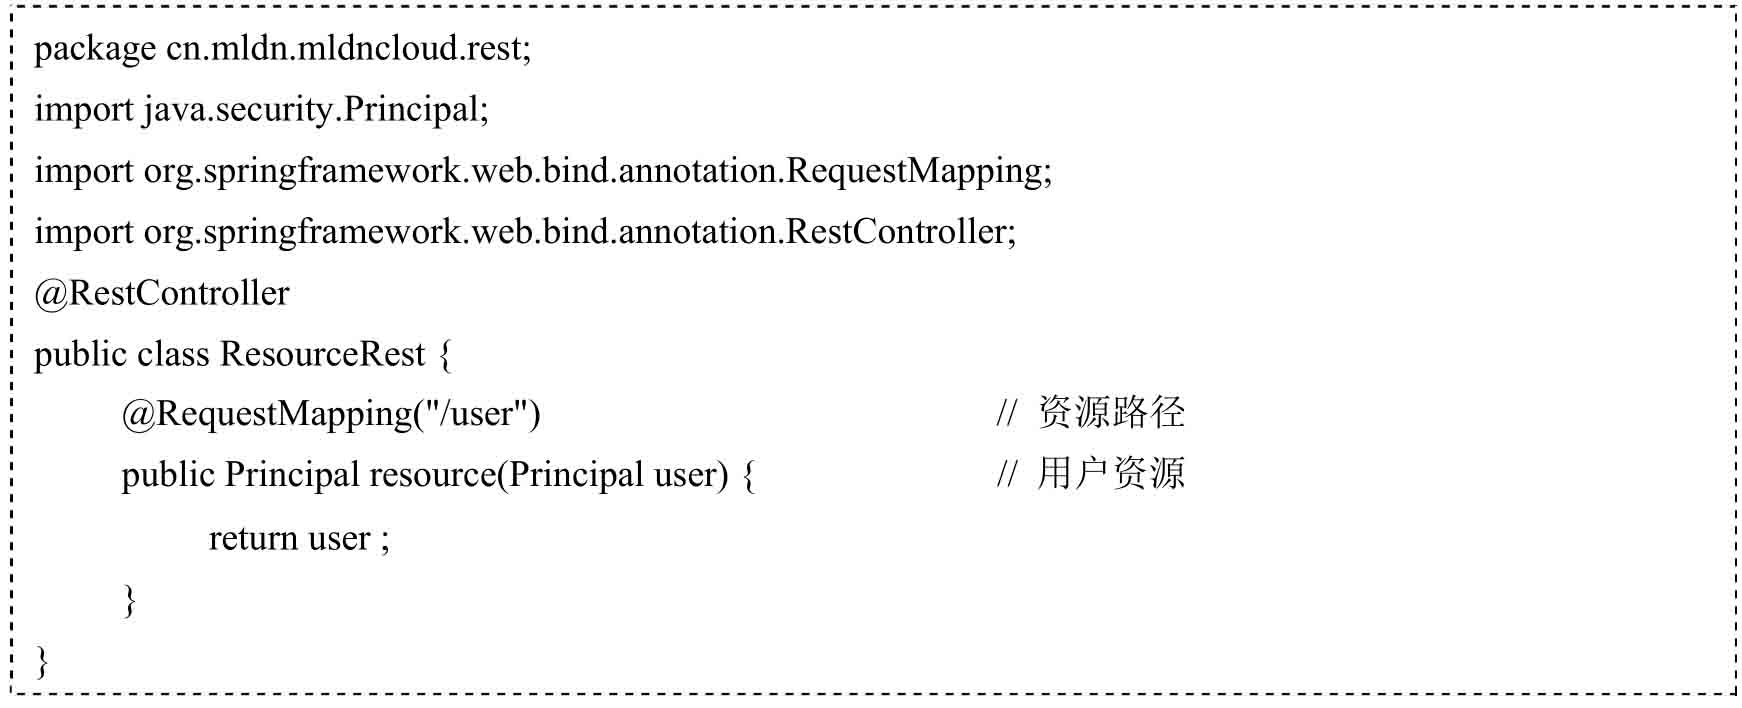 package cn.mldn.mldncloud.rest;
import java.security.Principal;
import org.springframework.web.bind.annotation.RequestMapping;
import org.springframework.web.bind.annotation.RestController;
@RestController
public class ResourceRest {
@RequestMapping("/user") // 资源路径
public Principal resource(Principal user) { // 用户资源
return user ;
}
}